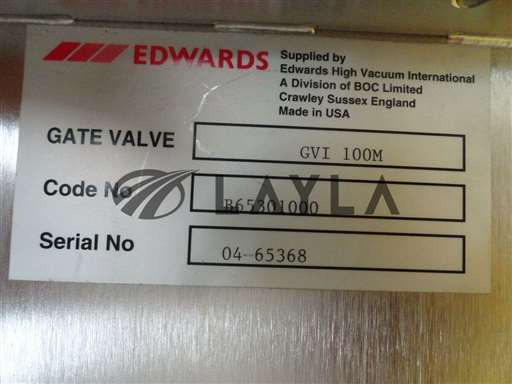 EDWARDS
Supplied by
Edwards High Vacuum International
A Division of BOC Limited
Crawley Sussex England
Made in USA
GATE VALVE GVI 100M
Code No B65301000
LAYLA
Serial No 04-65368